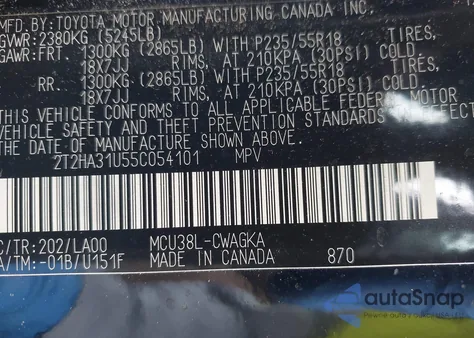 MFD. BY: TOYOTA MOTOR MANUFACTURING CANADA INC.
GVWR: 2380KG (5245LB)
GAWR: FRT. 1300KG (2865LB) WITH P235/55R18 TIRES,
18X7JJ RIMS, AT 210KPA (30PSI) COLD.
RR 1300KG (2865LB) WITH P235/55R18 TIRES,
18X7JJ RIMS, AT 210KPA (30PSI) COLD.
THIS VEHICLE CONFORMS TO ALL APPLICABLE FEDERAL MOTOR
VEHICLE SAFETY AND THEFT PREVENTION STANDARDS IN EFFECT
THE DATE OF MANUFACTURE SHOWN ABOVE.
2T2HA31U55C054101 MPV
C/TR: 202/LA00 MCU38L-CWAGKA
A/TM: -01B/U151F MADE IN CANADA 870
autoSnap